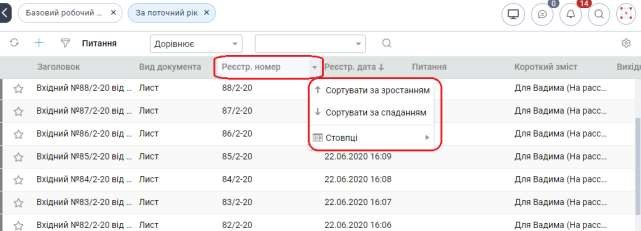 Базовий робочий ... × За поточний рік × 0 14
Питання Дорівнює
Заголовок Вид документа Реєстр. номер Реєстр. дата ↓ Питання Короткий зміст
Вхідний №88/2-20 від ... Лист 88/2-20 Для Вадима (На расс...
Вхідний №87/2-20 від ... Лист 87/2-20 Для Вадима (На расс...
Вхідний №86/2-20 від ... Лист 86/2-20 Для Вадима (На расс...
Вхідний №85/2-20 від ... Лист 85/2-20 22.06.2020 16:09 Для Вадима (На расс...
Вхідний №84/2-20 від ... Лист 84/2-20 22.06.2020 16:08 Для Вадима (На расс...
Вхідний №83/2-20 від ... Лист 83/2-20 22.06.2020 16:07 Для Вадима (На расс...
Вхідний №82/2-20 від ... Лист 82/2-20 22.06.2020 16:06 Для Вадима (На расс...
↑ Сортувати за зростанням
↓ Сортувати за спаданням
Стовпці